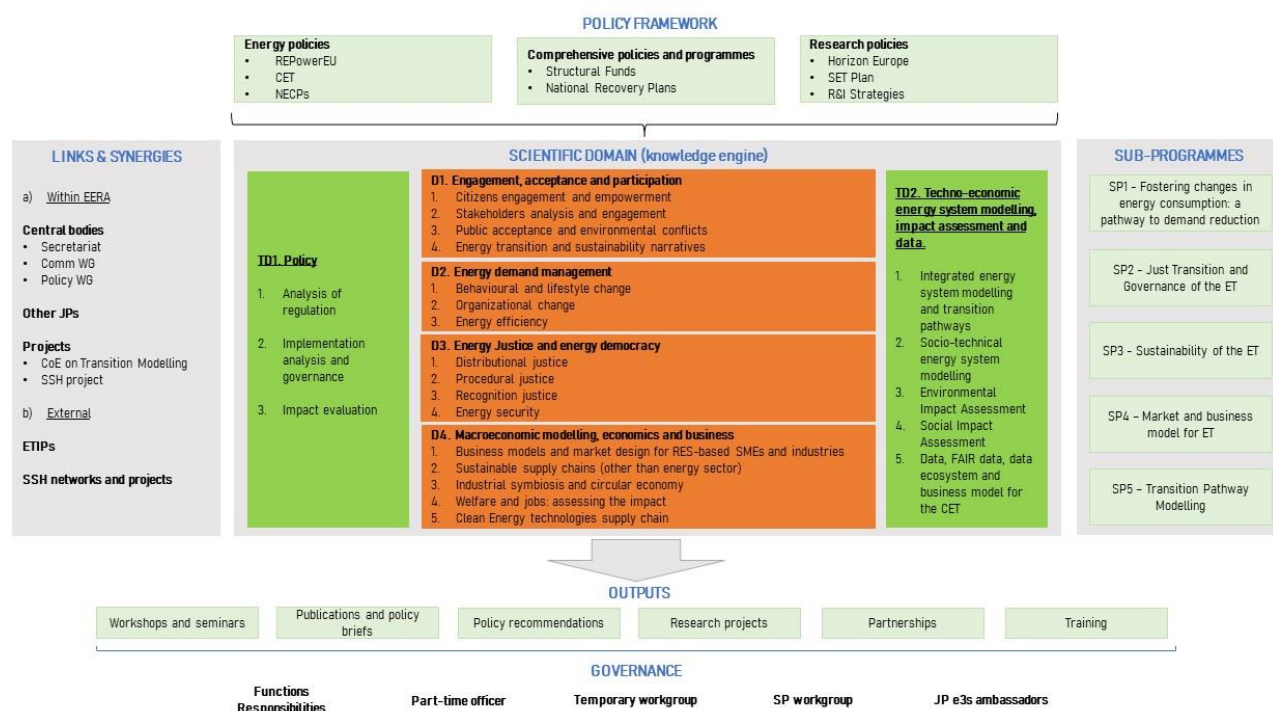 POLICY FRAMEWORK
Energy policies
• REPowerEU
• CET
• NECPs
Comprehensive policies and programmes
• Structural Funds
• National Recovery Plans
Research policies
• Horizon Europe
• SET Plan
• R&I Strategies
LINKS & SYNERGIES
a) Within EERA
Central bodies
• Secretariat
• Comm WG
• Policy WG
Other JPs
Projects
• CoE on Transition Modelling
• SSH project
b) External
ETIPs
SSH networks and projects
SCIENTIFIC DOMAIN (knowledge engine)
TD1. Policy
1. Analysis of
regulation
2. Implementation
analysis and
governance
3. Impact evaluation
D1. Engagement, acceptance and participation
1. Citizens engagement and empowerment
2. Stakeholders analysis and engagement
3. Public acceptance and environmental conflicts
4. Energy transition and sustainability narratives
D2. Energy demand management
1. Behavioural and lifestyle change
2. Organizational change
3. Energy efficiency
D3. Energy Justice and energy democracy
1. Distributional justice
2. Procedural justice
3. Recognition justice
4. Energy security
D4. Macroeconomic modelling, economics and business
1. Business models and market design for RES-based SMEs and industries
2. Sustainable supply chains (other than energy sector)
3. Industrial symbiosis and circular economy
4. Welfare and jobs: assessing the impact
5. Clean Energy technologies supply chain
TD2. Techno-economic
energy system modelling,
impact assessment and
data.
1. Integrated energy
system modelling
and transition
pathways
2. Socio-technical
energy system
modelling
3. Environmental
Impact Assessment
4. Social Impact
Assessment
5. Data, FAIR data, data
ecosystem and
business model for
the CET
SUB-PROGRAMMES
SP1 - Fostering changes in
energy consumption: a
pathway to demand reduction
SP2 - Just Transition and
Governance of the ET
SP3 - Sustainability of the ET
SP4 – Market and business
model for ET
SP5 – Transition Pathway
Modelling
OUTPUTS
Workshops and seminars
Publications and policy
briefs
Policy recommendations
Research projects
Partnerships
Training
GOVERNANCE
Functions
Responsibilities
Part-time officer
Temporary workgroup
SP workgroup
JP e3s ambassadors